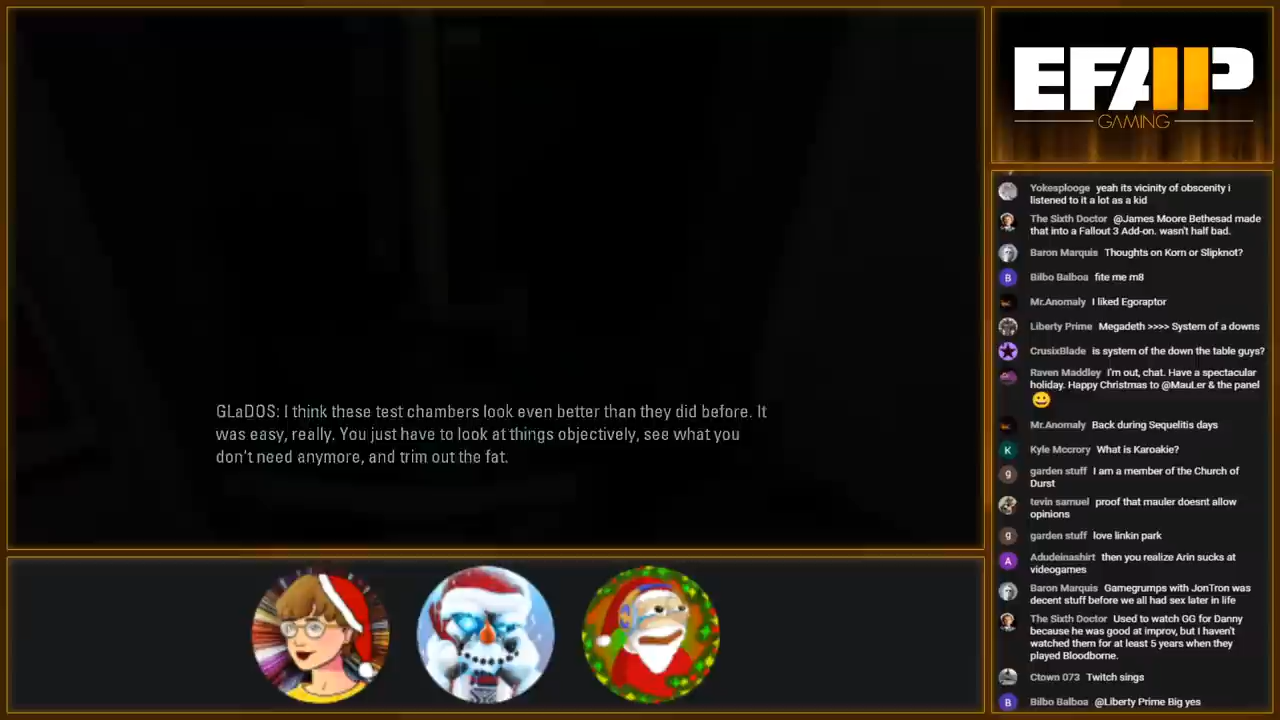 GLaDOS: I think these test chambers look even better than they did before. It
was easy, really. You just have to look at things objectively, see what you
don't need anymore, and trim out the fat.
EFAP
GAMING
Yokesplooge yeah its vicinity of obscenity i
listened to it a lot as a kid
The Sixth Doctor @James Moore Bethesad made
that into a Fallout 3 Add-on. wasn't half bad.
Baron Marquis Thoughts on Korn or Slipknot?
B Bilbo Balboa fite me m8
Mr.Anomaly I liked Egoraptor
Liberty Prime Megadeth >>>> System of a downs
CrusixBlade is system of the down the table guys?
Raven Maddley I'm out, chat. Have a spectacular
holiday. Happy Christmas to @MauLer & the panel
Mr.Anomaly Back during Sequelitis days
K Kyle Mccrory What is Karoakie?
g garden stuff I am a member of the Church of
Durst
tevin samuel proof that mauler doesnt allow
opinions
g garden stuff love linkin park
A Adudeinashirt then you realize Arin sucks at
videogames
Baron Marquis Gamegrumps with JonTron was
decent stuff before we all had sex later in life
The Sixth Doctor Used to watch GG for Danny
because he was good at improv, but I haven't
watched them for at least 5 years when they
played Bloodborne.
Ctown 073 Twitch sings
B Bilbo Balboa @Liberty Prime Big yes